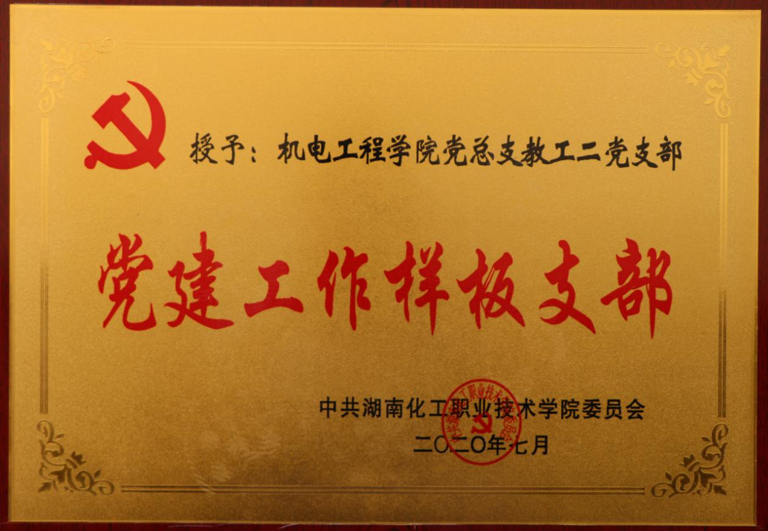 授予：机电工程学院党总支教工二党支部
党建工作样板支部
中共湖南化工职业技术学院委员会
二〇二〇年七月